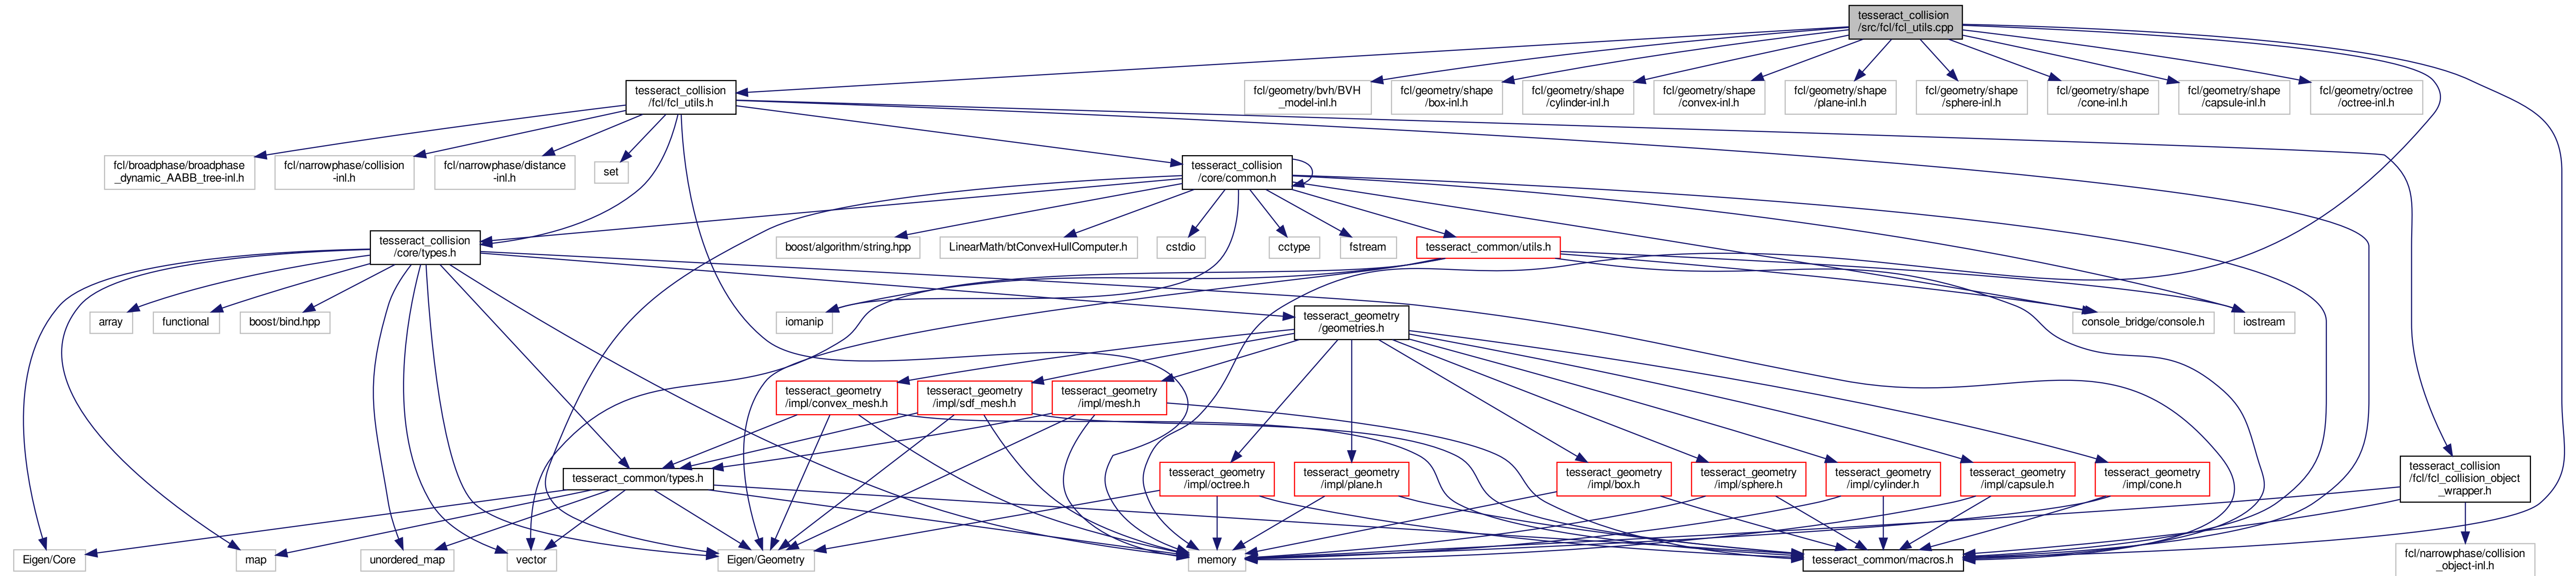 tesseract_collision
/src/fcl/fcl_utils.cpp
tesseract_collision
/fcl/fcl_utils.h
fcl/geometry/bvh/BVH
_model-inl.h
fcl/geometry/shape
/box-inl.h
fcl/geometry/shape
/cylinder-inl.h
fcl/geometry/shape
/convex-inl.h
fcl/geometry/shape
/plane-inl.h
fcl/geometry/shape
/sphere-inl.h
fcl/geometry/shape
/cone-inl.h
fcl/geometry/shape
/capsule-inl.h
fcl/geometry/octree
/octree-inl.h
fcl/broadphase/broadphase
_dynamic_AABB_tree-inl.h
fcl/narrowphase/collision
-inl.h
fcl/narrowphase/distance
-inl.h
set
tesseract_collision
/core/common.h
tesseract_collision
/core/types.h
boost/algorithm/string.hpp
LinearMath/btConvexHullComputer.h
cstdio
cctype
fstream
tesseract_common/utils.h
array
functional
boost/bind.hpp
iomanip
tesseract_geometry
/geometries.h
console_bridge/console.h
iostream
tesseract_geometry
/impl/convex_mesh.h
tesseract_geometry
/impl/sdf_mesh.h
tesseract_geometry
/impl/mesh.h
tesseract_common/types.h
tesseract_geometry
/impl/octree.h
tesseract_geometry
/impl/plane.h
tesseract_geometry
/impl/box.h
tesseract_geometry
/impl/sphere.h
tesseract_geometry
/impl/cylinder.h
tesseract_geometry
/impl/capsule.h
tesseract_geometry
/impl/cone.h
tesseract_collision
/fcl/fcl_collision_object
_wrapper.h
Eigen/Core
map
unordered_map
vector
Eigen/Geometry
memory
tesseract_common/macros.h
fcl/narrowphase/collision
_object-inl.h